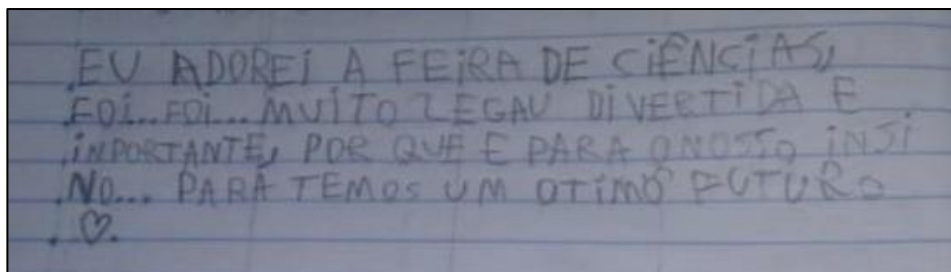 EU ADOREi A FEiRA DE CiÊNCiAS,
FOi...FOi... MUiTO LEGAU DiVERTiDA E
iNPORTANTE, POR QUE E PARA O NOSSO iNSi
NO... PARA TEMOS UM OTiMO FUTURO
♡.